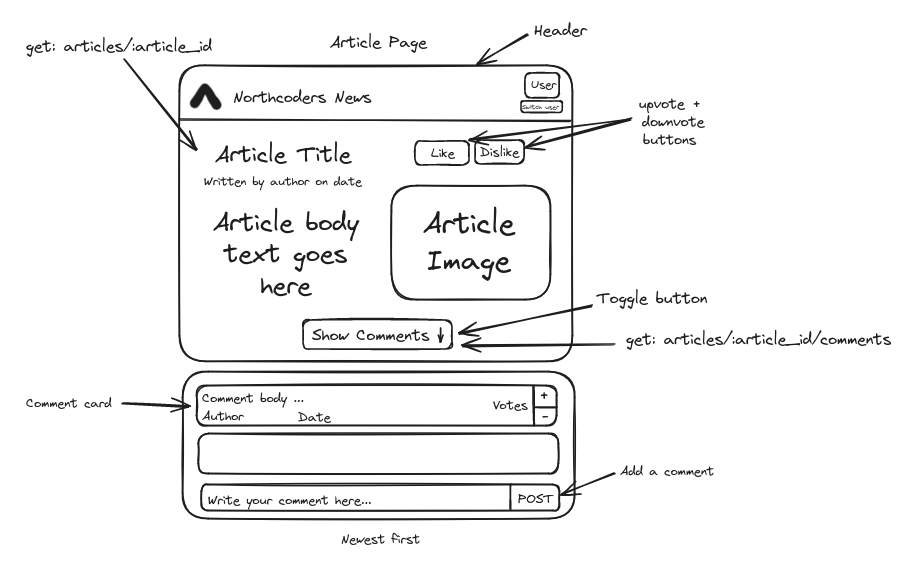 Article Page
Header
get: articles/:article_id
Northcoders News
User
Switch user
upvote +
downvote
buttons
Article Title
Like
Dislike
Written by author on date
Article body
text goes
here
Article
Image
Toggle button
Show Comments ↓
get: articles/:article_id/comments
Comment card
Comment body ...
Author
Date
Votes
+
-
Add a comment
Write your comment here...
POST
Newest first